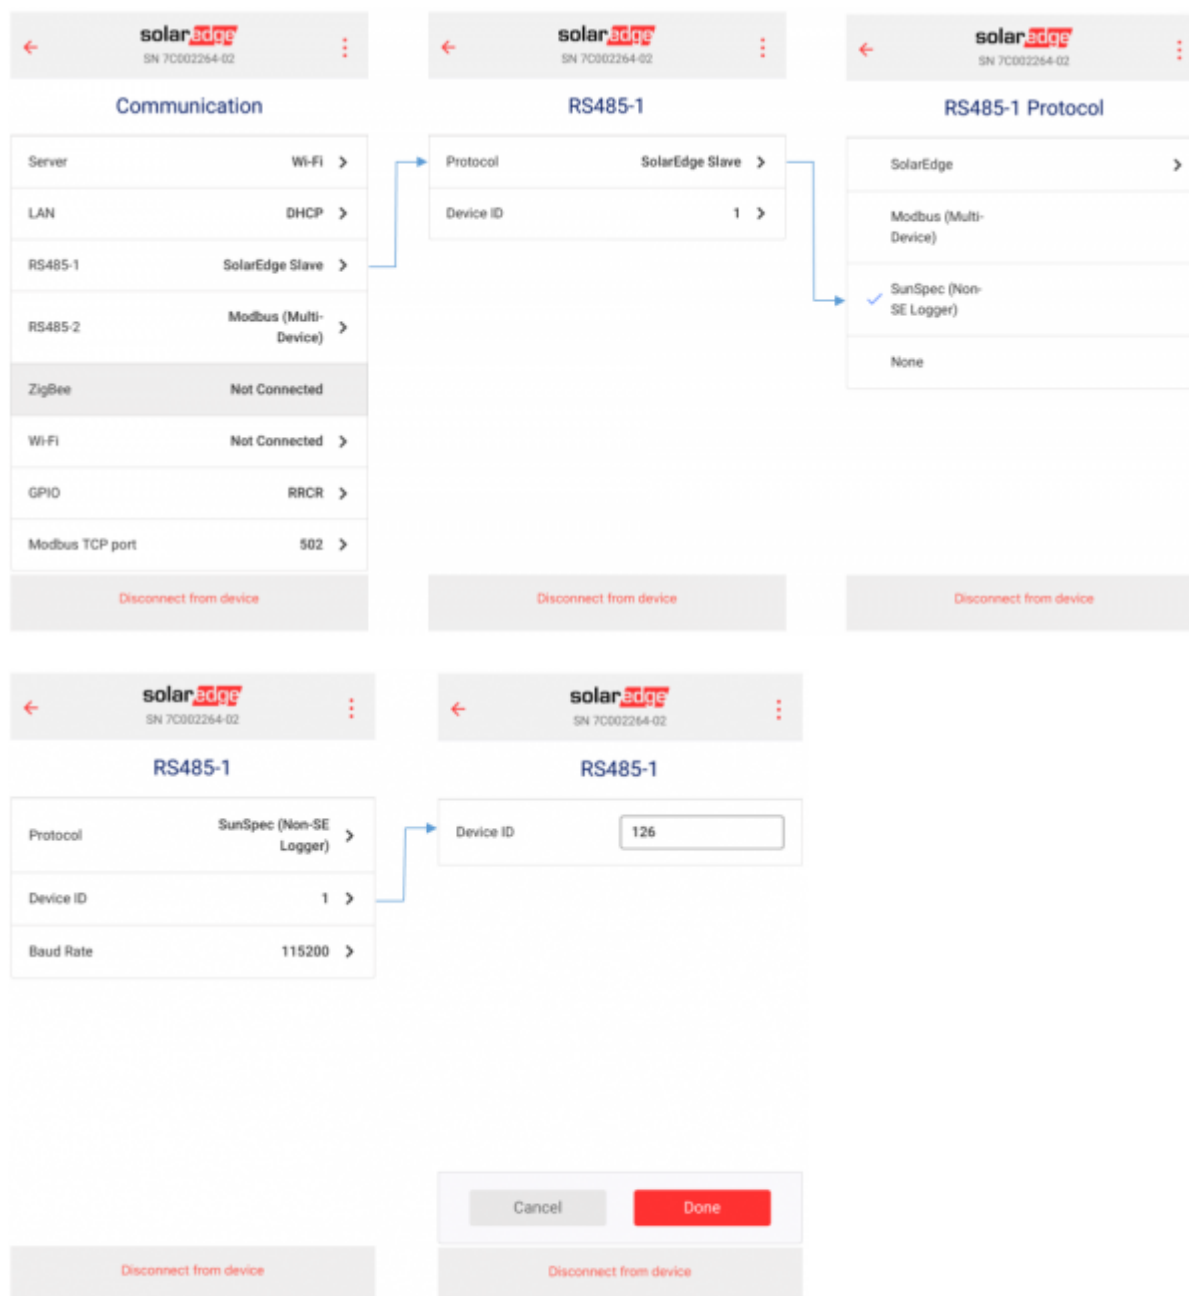 solaredge
SN 7C002264-02
Communication
Server Wi-Fi
LAN DHCP
RS485-1 SolarEdge Slave
RS485-2 Modbus (Multi-
Device)
ZigBee Not Connected
Wi-Fi Not Connected
GPIO RRCR
Modbus TCP port 502
Disconnect from device
solaredge
SN 7C002264-02
RS485-1
Protocol SolarEdge Slave
Device ID 1
Disconnect from device
solaredge
SN 7C002264-02
RS485-1 Protocol
SolarEdge
Modbus (Multi-
Device)
SunSpec (Non-
SE Logger)
None
Disconnect from device
solaredge
SN 7C002264-02
RS485-1
Protocol SunSpec (Non-SE
Logger)
Device ID 1
Baud Rate 115200
Disconnect from device
solaredge
SN 7C002264-02
RS485-1
Device ID 126
Cancel Done
Disconnect from device